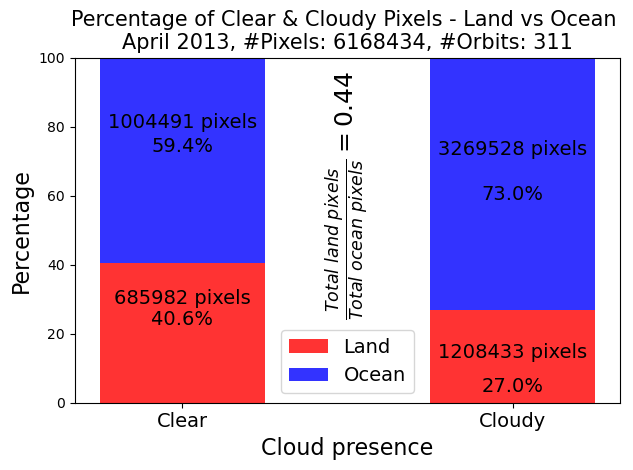 Percentage of Clear & Cloudy Pixels - Land vs Ocean
April 2013, #Pixels: 6168434, #Orbits: 311
Percentage
100
80
60
40
20
0
1004491 pixels
59.4%
685982 pixels
40.6%
Total land pixels
Total ocean pixels
= 0.44
3269528 pixels
73.0%
1208433 pixels
27.0%
Land
Ocean
Clear
Cloudy
Cloud presence